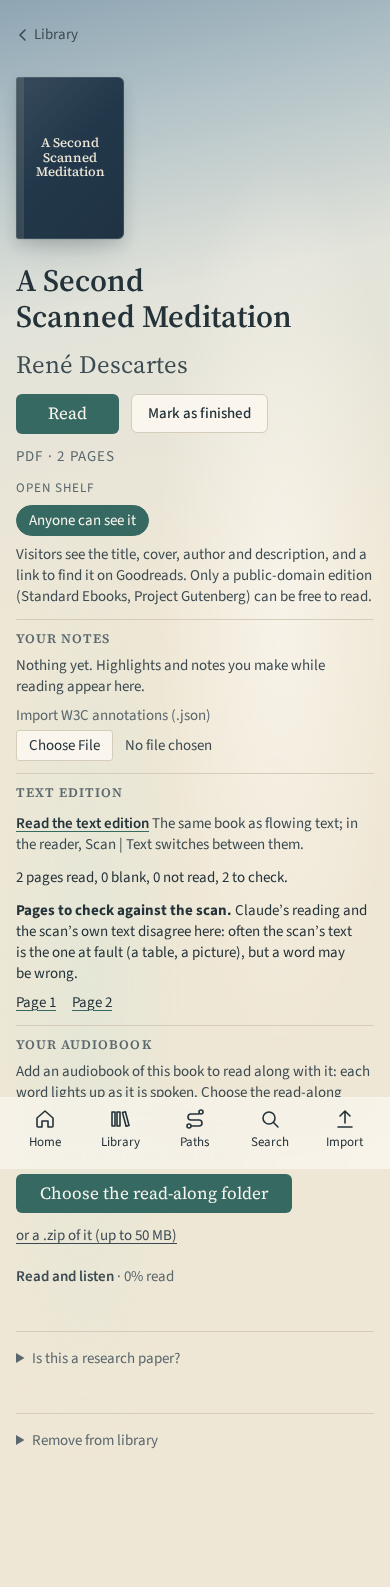 Library
A Second
Scanned
Meditation
A Second
Scanned Meditation
René Descartes
Read
Mark as finished
PDF · 2 PAGES
OPEN SHELF
Anyone can see it
Visitors see the title, cover, author and description, and a
link to find it on Goodreads. Only a public-domain edition
(Standard Ebooks, Project Gutenberg) can be free to read.
YOUR NOTES
Nothing yet. Highlights and notes you make while
reading appear here.
Import W3C annotations (.json)
Choose File No file chosen
TEXT EDITION
Read the text edition The same book as flowing text; in
the reader, Scan | Text switches between them.
2 pages read, 0 blank, 0 not read, 2 to check.
Pages to check against the scan. Claude’s reading and
the scan’s own text disagree here: often the scan’s text
is the one at fault (a table, a picture), but a word may
be wrong.
Page 1 Page 2
YOUR AUDIOBOOK
Add an audiobook of this book to read along with it: each
word lights up as it is spoken. Choose the read-along
Home Library Paths Search Import
Choose the read-along folder
or a .zip of it (up to 50 MB)
Read and listen · 0% read
Is this a research paper?
Remove from library